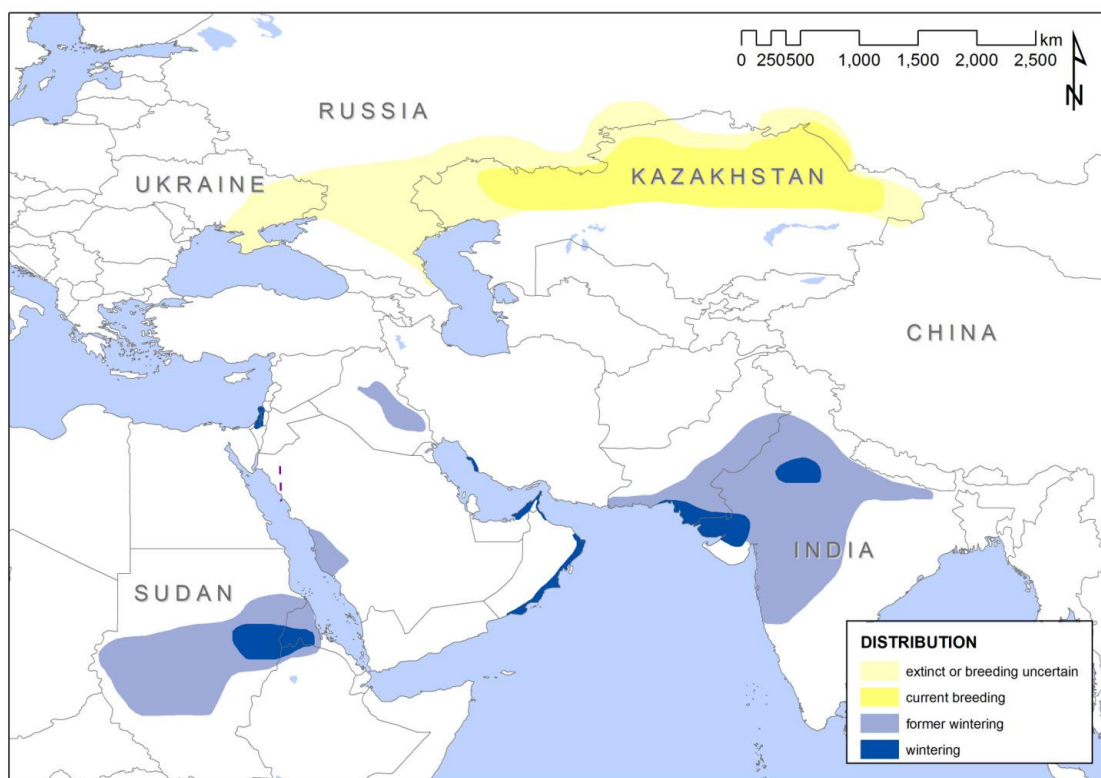 km
0 250500 1,000 1,500 2,000 2,500
N
RUSSIA
UKRAINE
KAZAKHSTAN
CHINA
SUDAN
INDIA
DISTRIBUTION
extinct or breeding uncertain
current breeding
former wintering
wintering